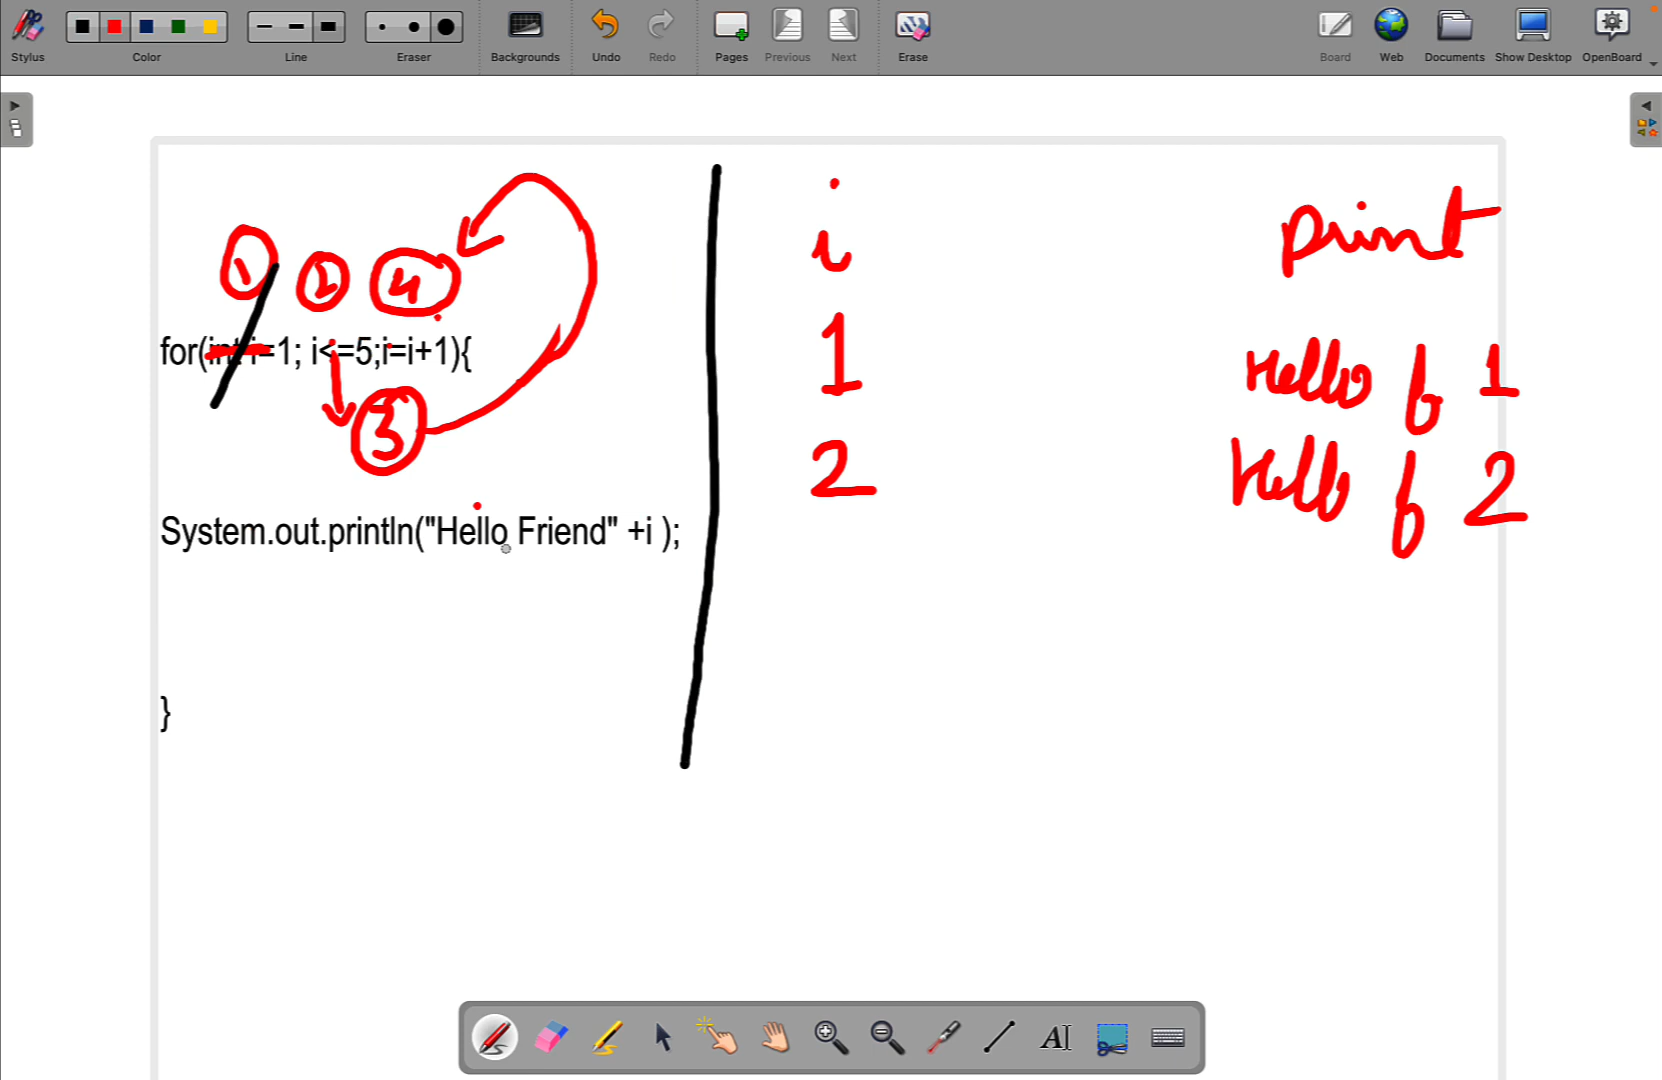 Stylus Color Line Eraser Backgrounds Undo Redo Pages Previous Next Erase Board Web Documents Show Desktop OpenBoard
i print
1 2 4
for(int i=1; i<=5;i=i+1){
1 Hello f 1
3
2 Hello f 2
System.out.println("Hello Friend" +i );
}
AI